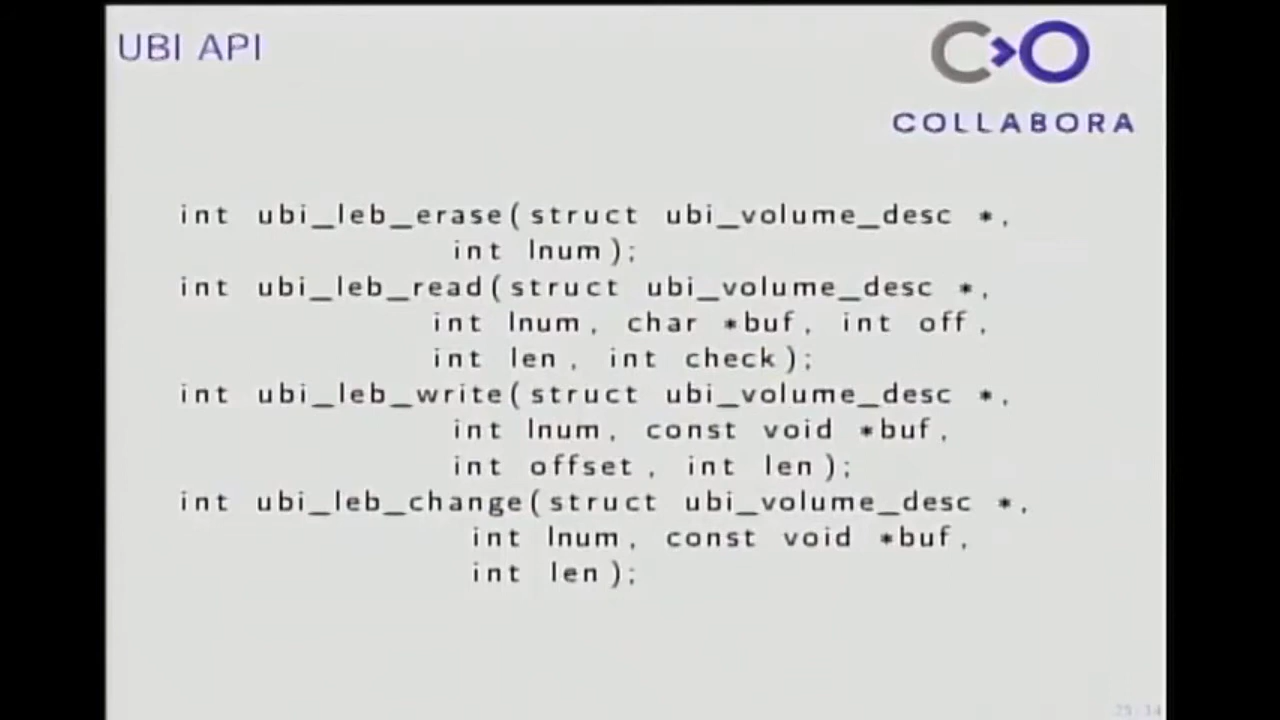 UBI API
COLLABORA
int ubi_leb_erase(struct ubi_volume_desc *,
int lnum);
int ubi_leb_read(struct ubi_volume_desc *,
int lnum, char *buf, int off,
int len, int check);
int ubi_leb_write(struct ubi_volume_desc *,
int lnum, const void *buf,
int offset, int len);
int ubi_leb_change(struct ubi_volume_desc *,
int lnum, const void *buf,
int len);